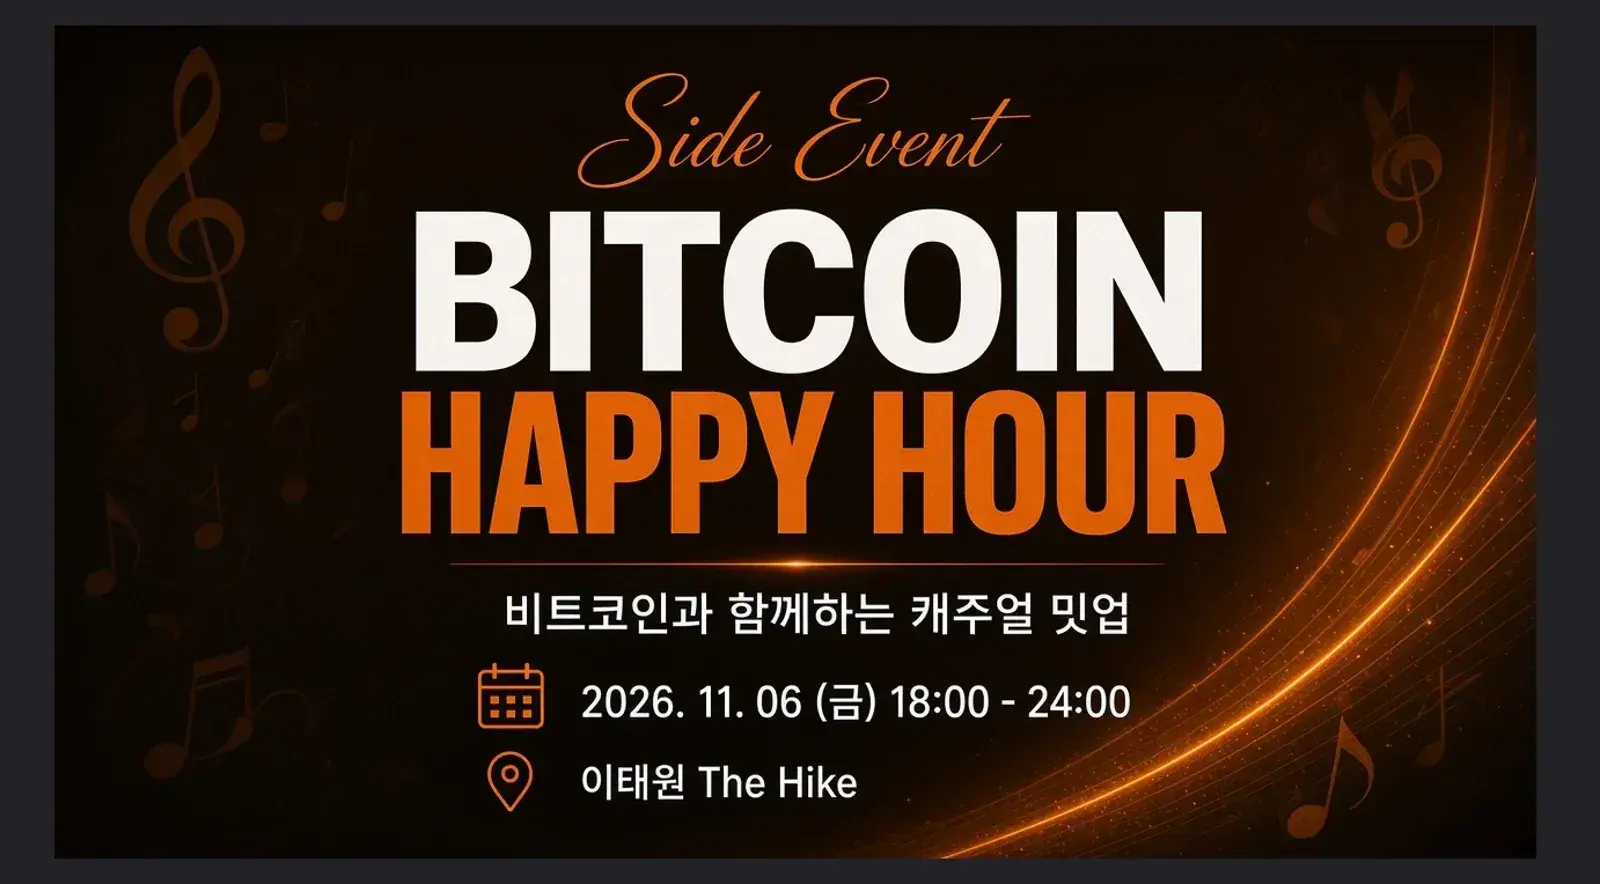 Side Event
BITCOIN
HAPPY HOUR
비트코인과 함께하는 캐주얼 밋업
2026. 11. 06 (금) 18:00 - 24:00
이태원 The Hike